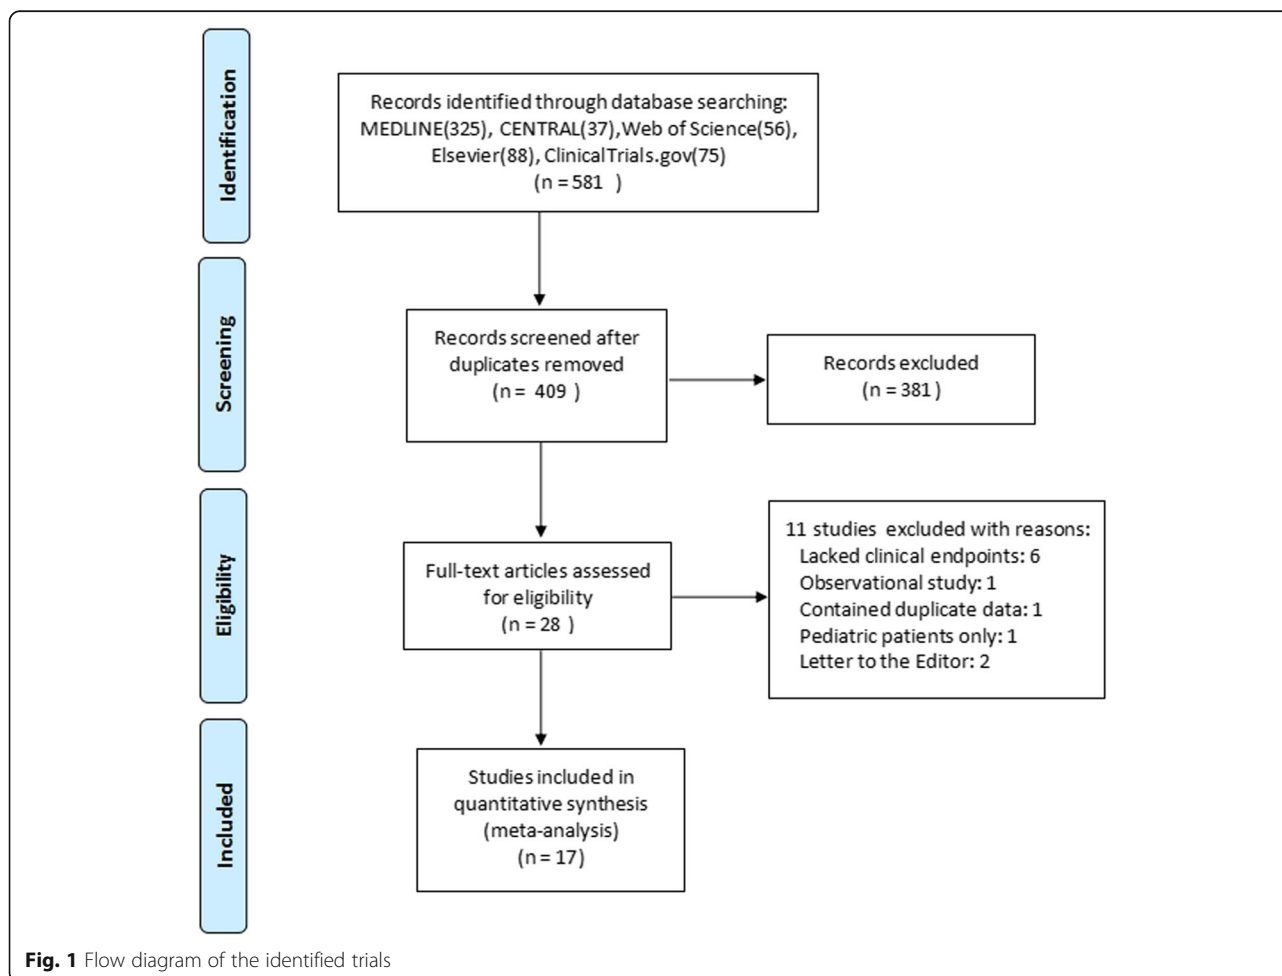 Identification
Records identified through database searching:
MEDLINE(325), CENTRAL(37),Web of Science(56),
Elsevier(88), ClinicalTrials.gov(75)
(n = 581 )
Screening
Records screened after
duplicates removed
(n = 409 )
Records excluded
(n = 381)
Eligibility
Full-text articles assessed
for eligibility
(n = 28 )
11 studies excluded with reasons:
Lacked clinical endpoints: 6
Observational study: 1
Contained duplicate data: 1
Pediatric patients only: 1
Letter to the Editor: 2
Included
Studies included in
quantitative synthesis
(meta-analysis)
(n = 17)
Fig. 1 Flow diagram of the identified trials